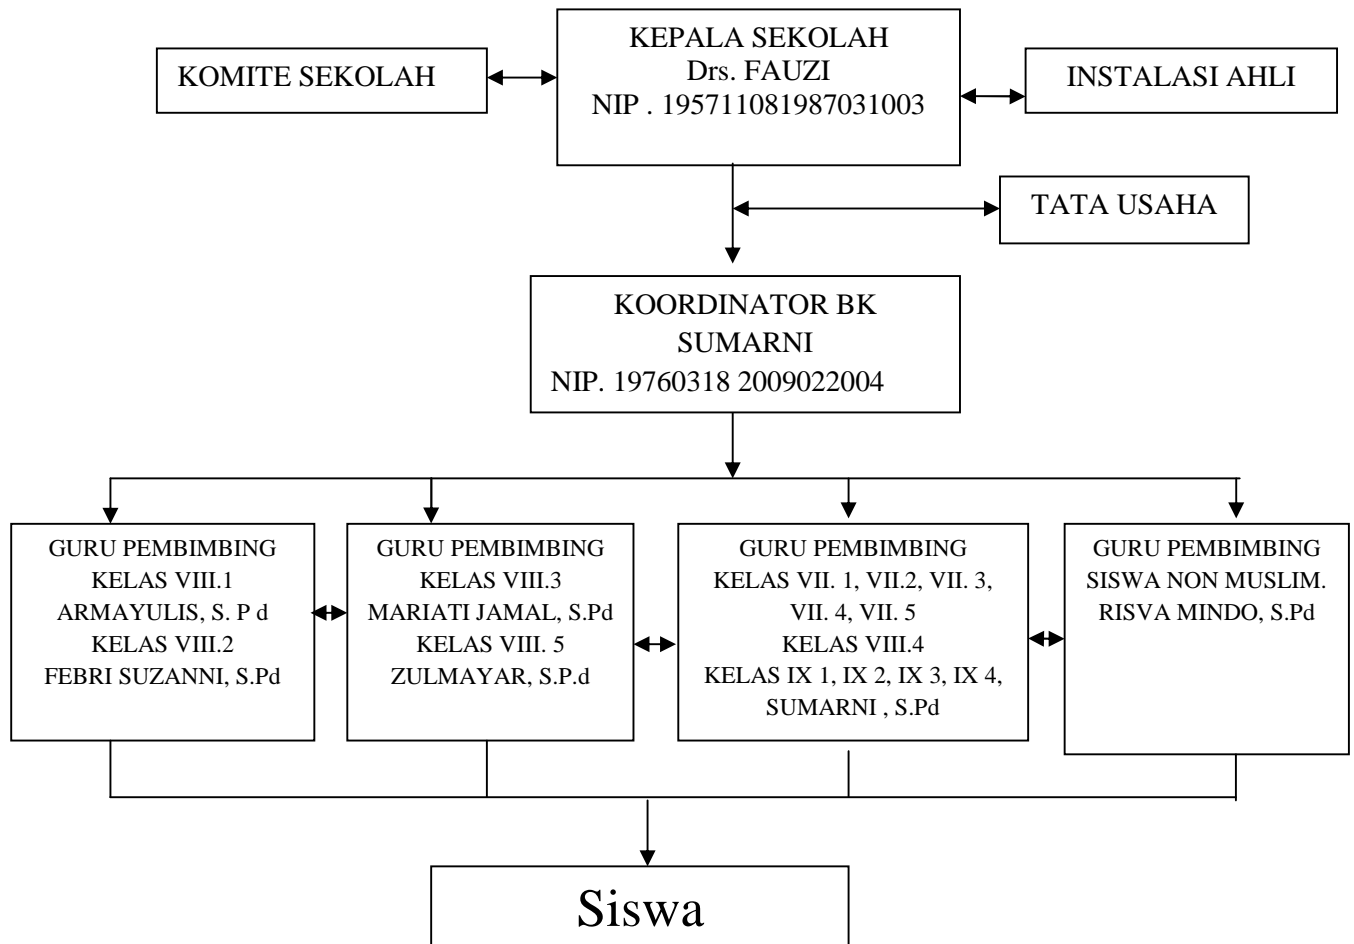 KEPALA SEKOLAH
Drs. FAUZI
NIP . 195711081987031003
KOMITE SEKOLAH
INSTALASI AHLI
TATA USAHA
KOORDINATOR BK
SUMARNI
NIP. 19760318 2009022004
GURU PEMBIMBING
KELAS VIII.1
ARMAYULIS, S. P d
KELAS VIII.2
FEBRI SUZANNI, S.Pd
GURU PEMBIMBING
KELAS VIII.3
MARIATI JAMAL, S.Pd
KELAS VIII. 5
ZULMAYAR, S.P.d
GURU PEMBIMBING
KELAS VII. 1, VII.2, VII. 3,
VII. 4, VII. 5
KELAS VIII.4
KELAS IX 1, IX 2, IX 3, IX 4,
SUMARNI , S.Pd
GURU PEMBIMBING
SISWA NON MUSLIM.
RISVA MINDO, S.Pd
Siswa